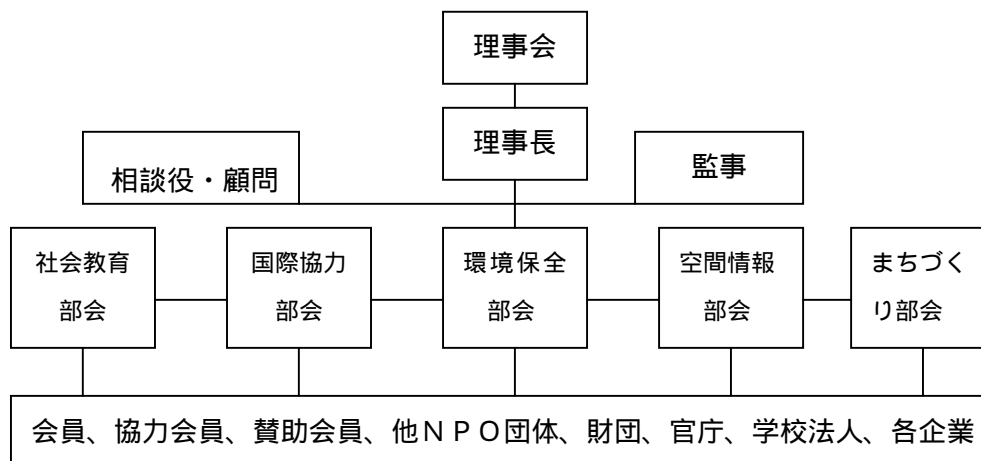 理事会
理事長
相談役・顧問
監事
社会教育
部会
国際協力
部会
環境保全
部会
空間情報
部会
まちづく
り部会
会員、協力会員、賛助会員、他ＮＰＯ団体、財団、官庁、学校法人、各企業